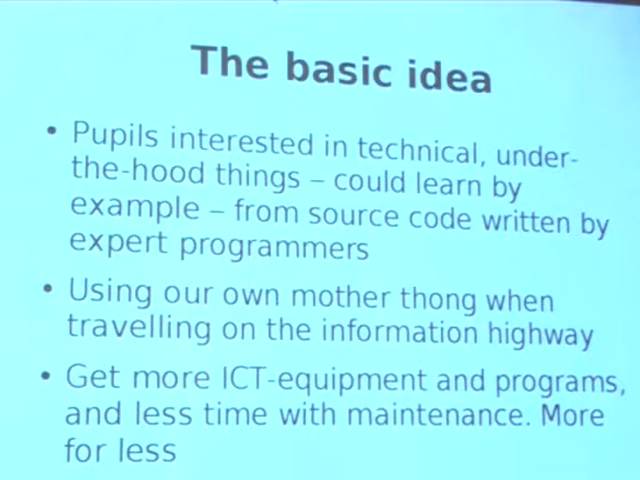 The basic idea
• Pupils interested in technical, under-
the-hood things – could learn by
example – from source code written by
expert programmers
• Using our own mother thong when
travelling on the information highway
• Get more ICT-equipment and programs,
and less time with maintenance. More
for less